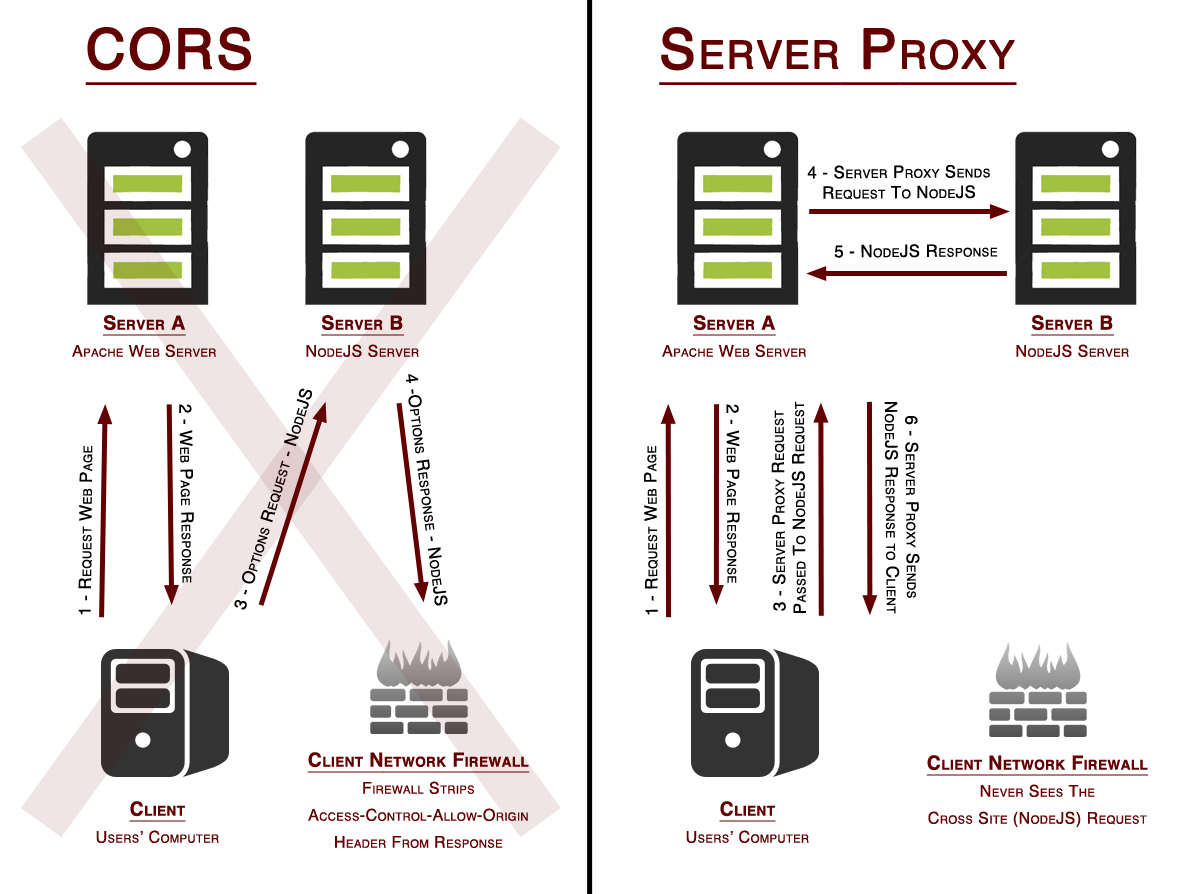 CORS
Server A
Apache Web Server
Server B
NodeJS Server
1 - Request Web Page
2 - Web Page Response
3 - Options Request - NodeJS
4 -Options Response - NodeJS
Client
Users' Computer
Client Network Firewall
Firewall Strips
Access-Control-Allow-Origin
Header From Response
Server Proxy
4 - Server Proxy Sends
Request To NodeJS
5 - NodeJS Response
Server A
Apache Web Server
Server B
NodeJS Server
1 - Request Web Page
2 - Web Page Response
3 - Server Proxy Request
Passed To NodeJS Request
6 - Server Proxy Sends
NodeJS Response to Client
Client
Users' Computer
Client Network Firewall
Never Sees The
Cross Site (NodeJS) Request